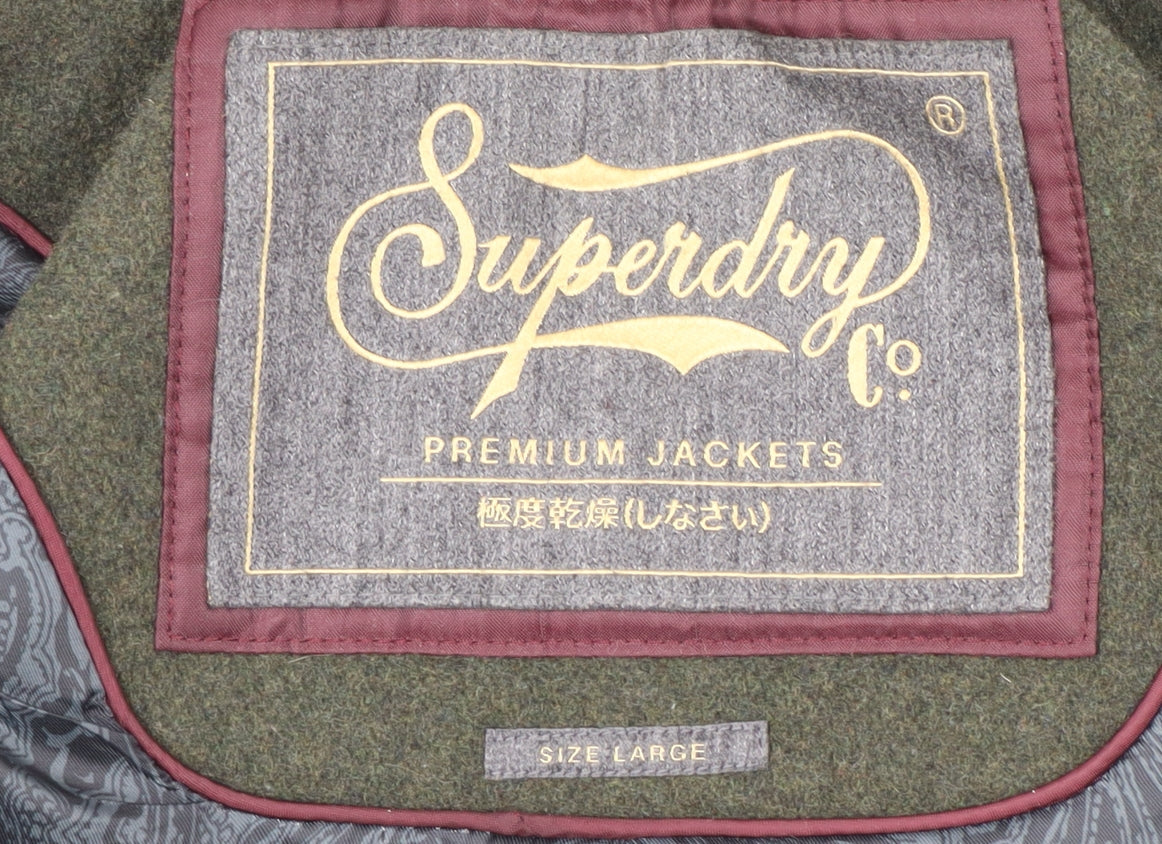 ®
Superdry
Co.
PREMIUM JACKETS
極度乾燥(しなさい)
SIZE LARGE